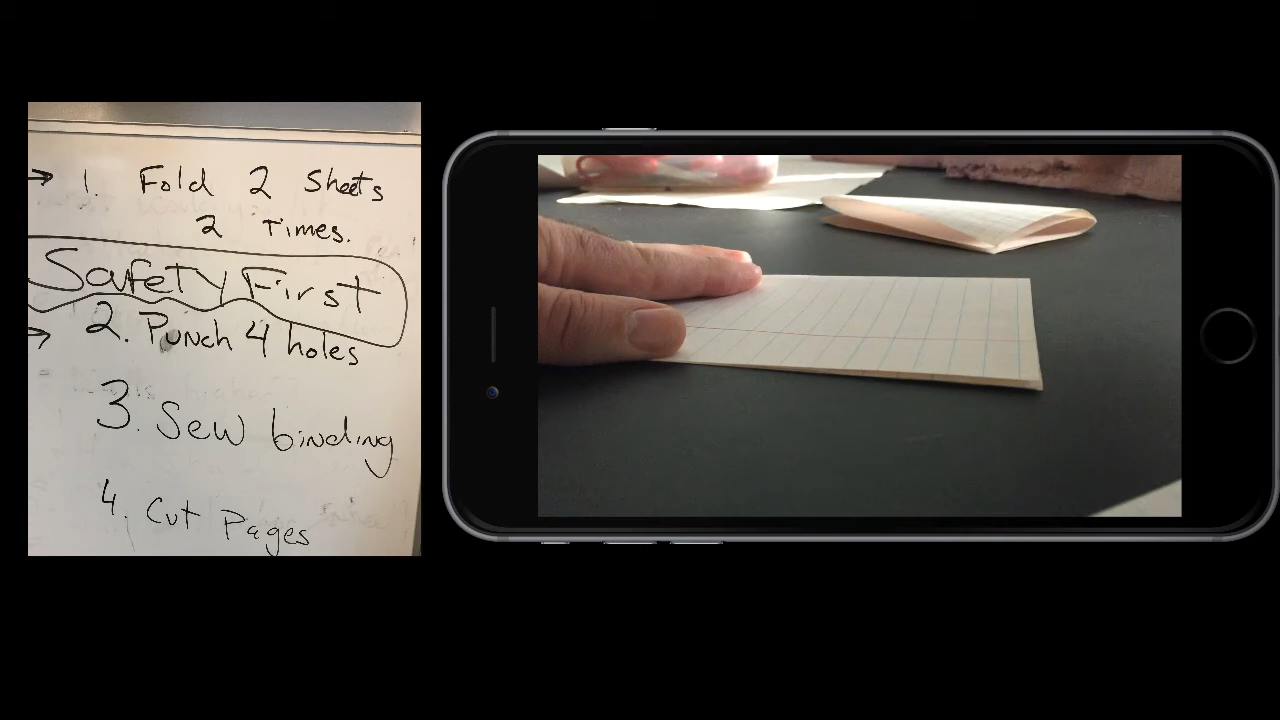 → 1. Fold 2 Sheets
2 Times.
Safety First
→ 2. Punch 4 holes
3. Sew binding
4. Cut Pages